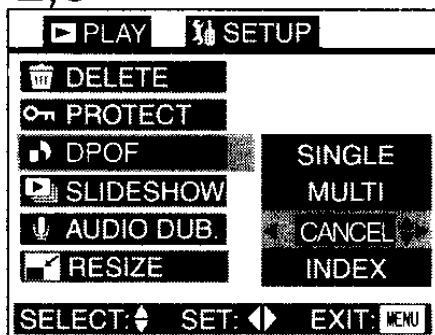 PLAY SETUP
DELETE
PROTECT
DPOF
SLIDESHOW
AUDIO DUB.
RESIZE
SINGLE
MULTI
CANCEL
INDEX
SELECT: SET: EXIT: MENU